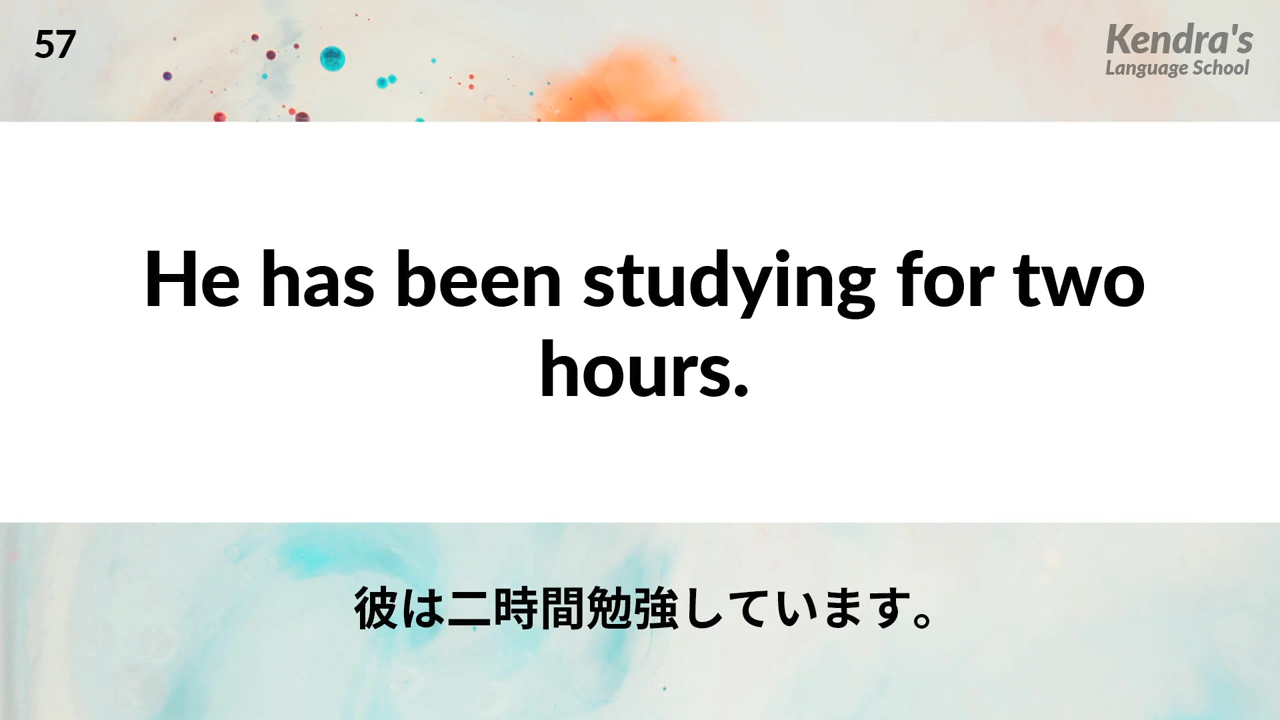 57
Kendra's
Language School
He has been studying for two
hours.
彼は二時間勉強しています。